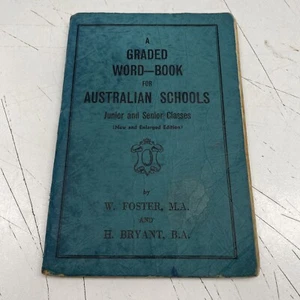 A
GRADED
WORD—BOOK
FOR
AUSTRALIAN SCHOOLS
Junior and Senior Classes
(New and Enlarged Edition)
by
W. FOSTER, M.A.
AND
H. BRYANT, B.A.